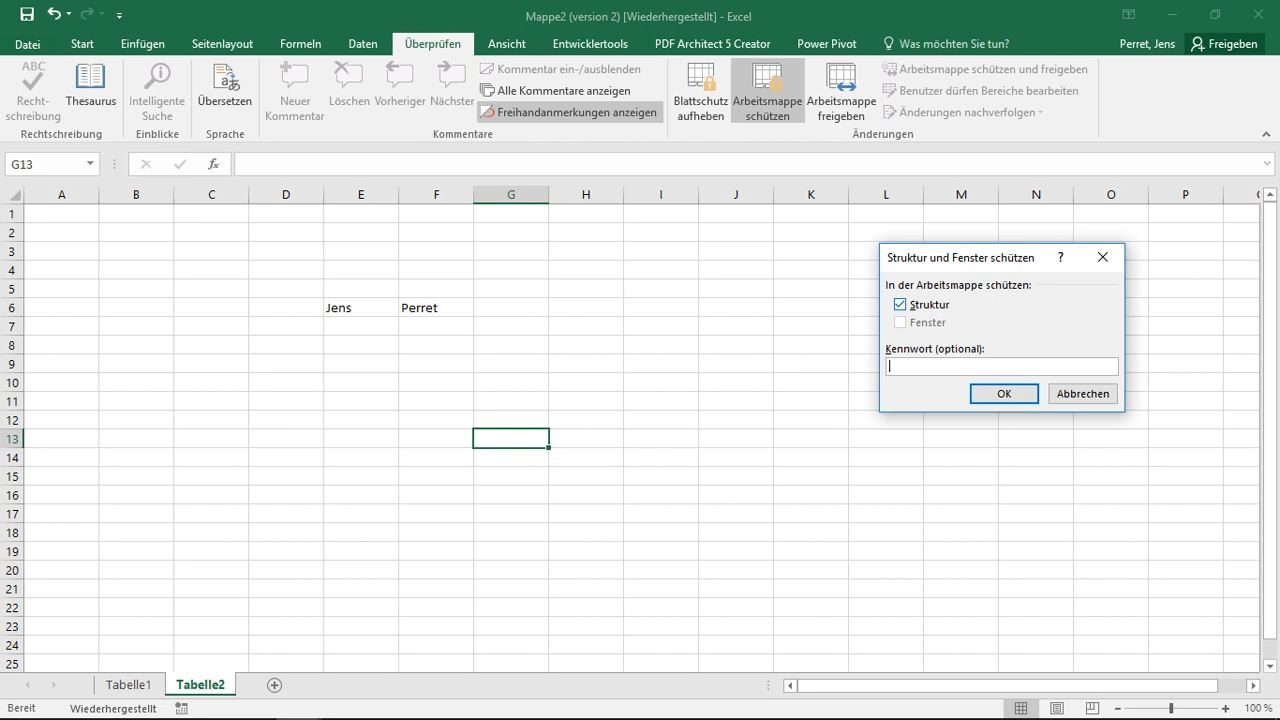 Mappe2 (version 2) [Wiederhergestellt] - Excel
Datei Start Einfügen Seitenlayout Formeln Daten Überprüfen Ansicht Entwicklertools PDF Architect 5 Creator Power Pivot Was möchten Sie tun? Perret, Jens Freigeben
ABC
Recht-
schreibung
Thesaurus
Rechtschreibung
Intelligente
Suche
Einblicke
Übersetzen
Sprache
Neuer
Kommentar
Löschen
Vorheriger
Nächster
Kommentar ein-/ausblenden
Alle Kommentare anzeigen
Freihandanmerkungen anzeigen
Kommentare
Blattschutz
aufheben
Arbeitsmappe
schützen
Arbeitsmappe
freigeben
Arbeitsmappe schützen und freigeben
Benutzer dürfen Bereiche bearbeiten
Änderungen nachverfolgen
Änderungen
G13 fx
A B C D E F G H I J K L M N O P
1
2
3
4
5
6 Jens Perret
7
8
9
10
11
12
13
14
15
16
17
18
19
20
21
22
23
24
25
Struktur und Fenster schützen ?
In der Arbeitsmappe schützen:
Struktur
Fenster
Kennwort (optional):
OK Abbrechen
Tabelle1 Tabelle2
Bereit Wiederhergestellt 100 %